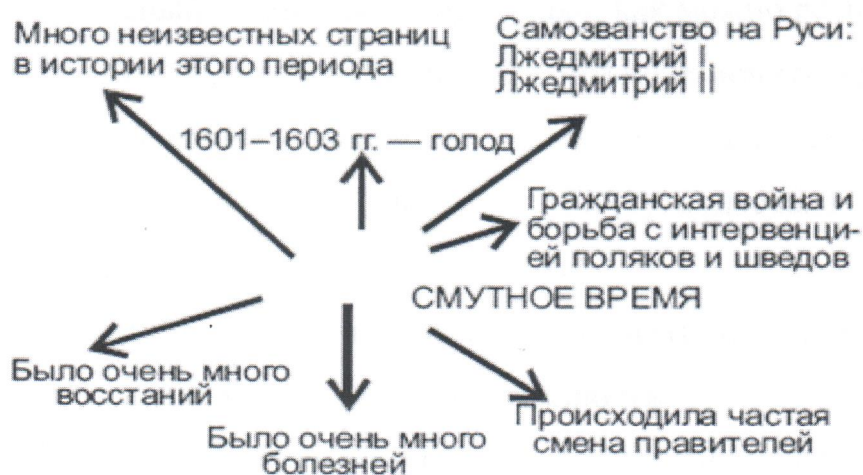 Много неизвестных страниц
в истории этого периода
Самозванство на Руси:
Лжедмитрий I,
Лжедмитрий II
1601–1603 гг. — голод
Гражданская война и
борьба с интервенци-
ей поляков и шведов
СМУТНОЕ ВРЕМЯ
Было очень много
восстаний
Было очень много
болезней
Происходила частая
смена правителей